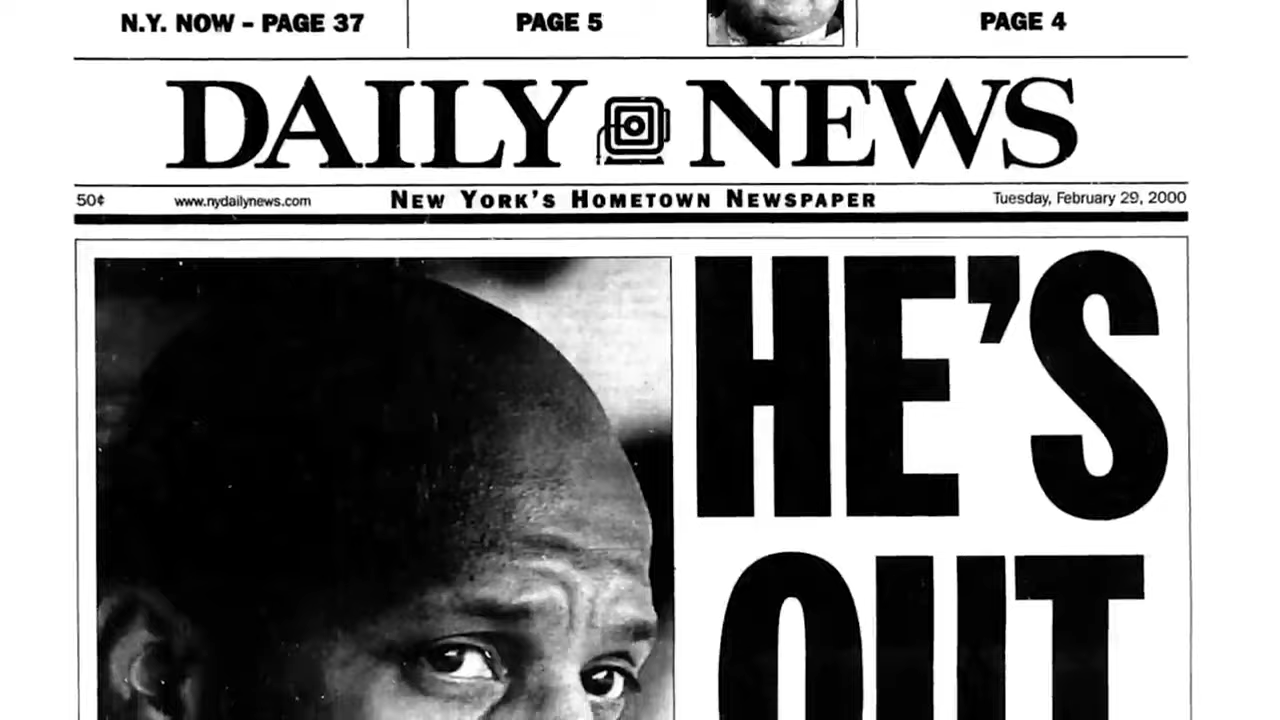 N.Y. NOW – PAGE 37
PAGE 5
PAGE 4
DAILY NEWS
50¢ www.nydailynews.com NEW YORK'S HOMETOWN NEWSPAPER Tuesday, February 29, 2000
HE'S
OUT